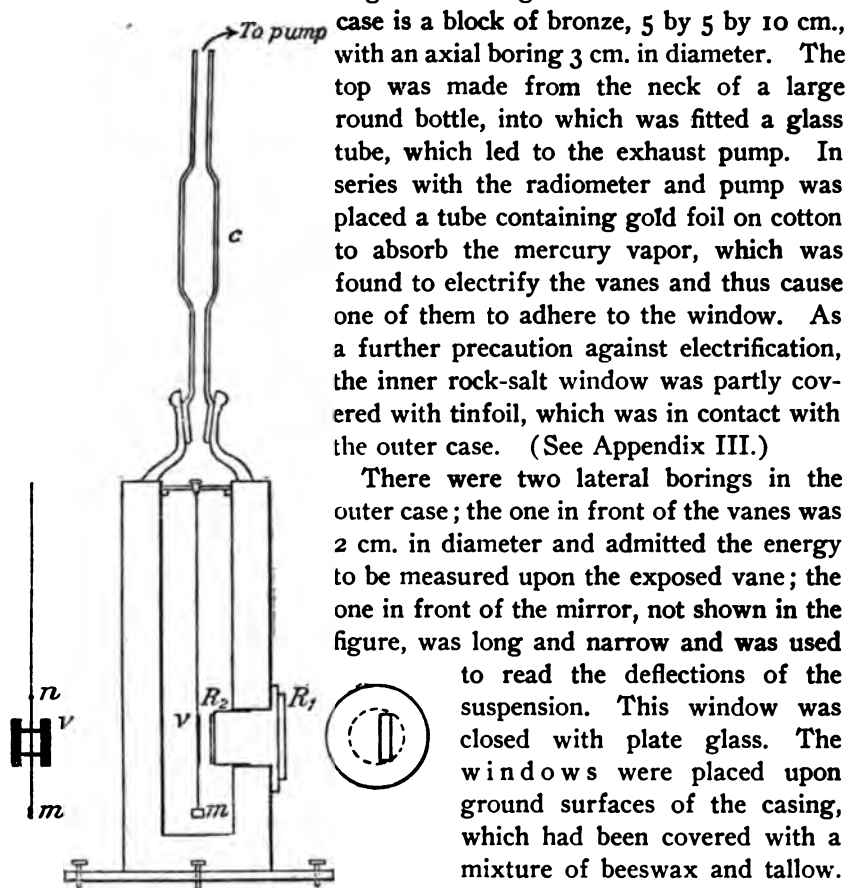 case is a block of bronze, 5 by 5 by 10 cm.,
with an axial boring 3 cm. in diameter. The
top was made from the neck of a large
round bottle, into which was fitted a glass
tube, which led to the exhaust pump. In
series with the radiometer and pump was
placed a tube containing gold foil on cotton
to absorb the mercury vapor, which was
found to electrify the vanes and thus cause
one of them to adhere to the window. As
a further precaution against electrification,
the inner rock-salt window was partly cov-
ered with tinfoil, which was in contact with
the outer case. (See Appendix III.)
There were two lateral borings in the
outer case; the one in front of the vanes was
2 cm. in diameter and admitted the energy
to be measured upon the exposed vane; the
one in front of the mirror, not shown in the
figure, was long and narrow and was used
to read the deflections of the
suspension. This window was
closed with plate glass. The
windows were placed upon
ground surfaces of the casing,
which had been covered with a
mixture of beeswax and tallow.
To pump
c
n
v
m
v
R2
R1
m